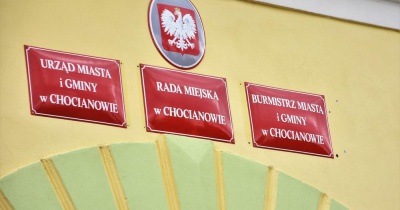 URZĄD MIASTA
i GMINY
w CHOCIANOWIE
RADA MIEJSKA
w CHOCIANOWIE
BURMISTRZ MIASTA
i GMINY
w CHOCIANOWIE